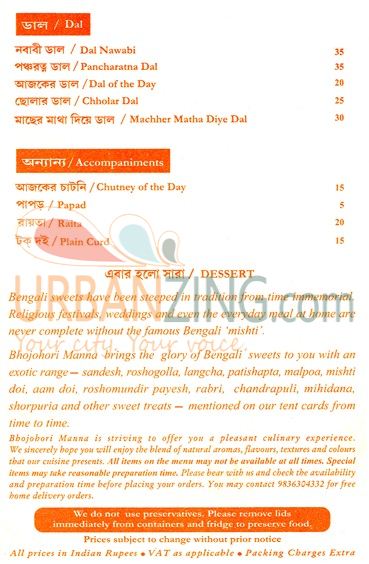 ডাল / Dal
নবাবী ডাল / Dal Nawabi 35
পঞ্চরত্ন ডাল / Pancharatna Dal 35
আজকের ডাল /Dal of the Day 20
ছোলার ডাল / Chholar Dal 25
মাছের মাথা দিয়ে ডাল / Machher Matha Diye Dal 30
অন্যান্য /Accompaniments
আজকের চাটনি / Chutney of the Day 15
পাপড় / Papad 5
রায়তা / Raita 20
টক্ দই / Plain Curd 15
এবার হলো সারা / DESSERT
URBANZING.com
Your city. Your voice.
Bengali sweets have been steeped in tradition from time immemorial.
Religious festivals, weddings and even the everyday meal at home are
never complete without the famous Bengali 'mishti'.
Bhojohori Manna brings the glory of Bengali sweets to you with an
exotic range — sandesh, roshogolla, langcha, patishapta, malpoa, mishti
doi, aam doi, roshomundir payesh, rabri, chandrapuli, mihidana,
shorpuria and other sweet treats — mentioned on our tent cards from
time to time.
Bhojohori Manna is striving to offer you a pleasant culinary experience.
We sincerely hope you will enjoy the blend of natural aromas, flavours, textures and colours
that our cuisine presents. All items on the menu may not be available at all times. Special
items may take reasonable preparation time. Please bear with us and check the availability
and preparation time before placing your orders. You may contact 9836304332 for free
home delivery orders.
We do not use preservatives. Please remove lids
immediately from containers and fridge to preserve food.
Prices subject to change without prior notice
All prices in Indian Rupees • VAT as applicable • Packing Charges Extra